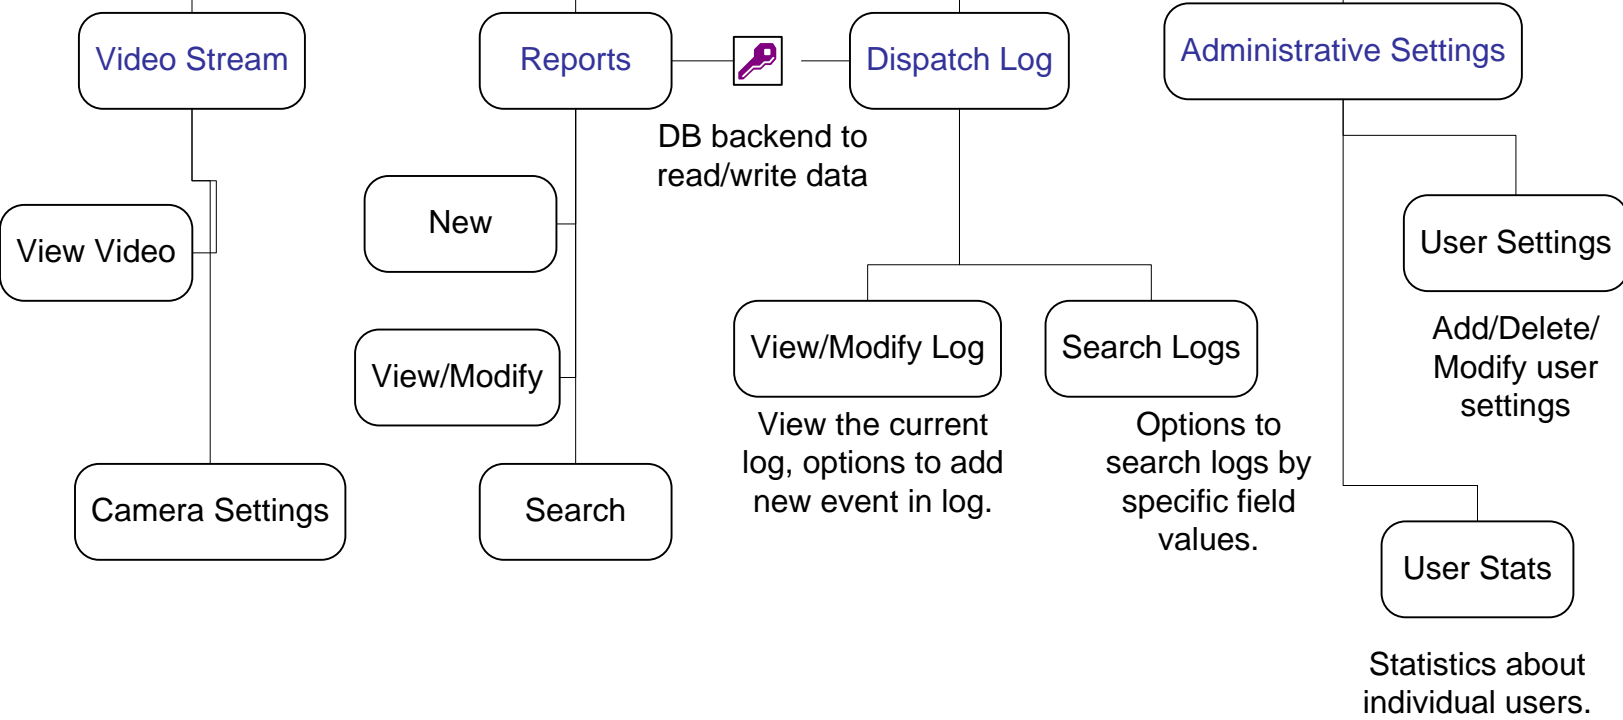 Video Stream
Reports
Dispatch Log
Administrative Settings
DB backend to
read/write data
View Video
New
View/Modify
Camera Settings
Search
View/Modify Log
View the current
log, options to add
new event in log.
Search Logs
Options to
search logs by
specific field
values.
User Settings
Add/Delete/
Modify user
settings
User Stats
Statistics about
individual users.